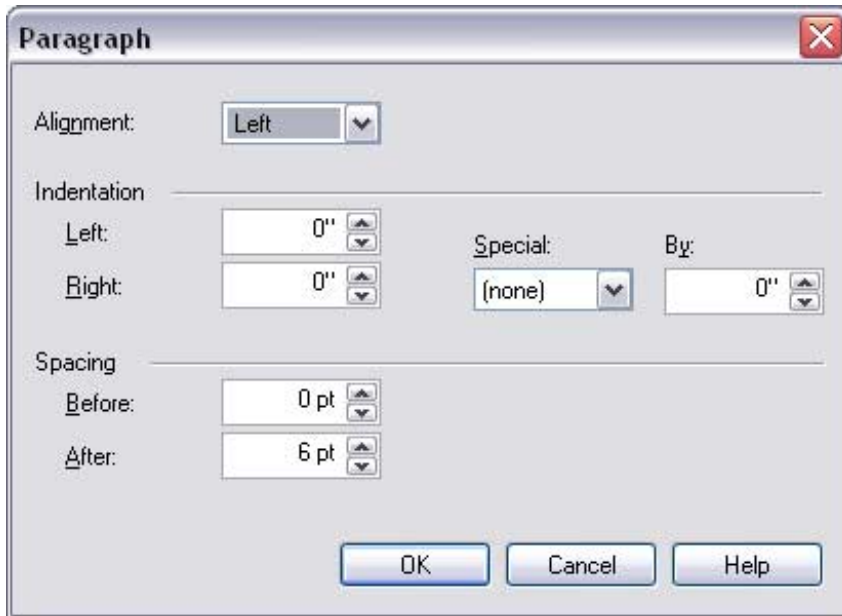 Paragraph
Alignment: Left
Indentation
Left: 0"
Special: By:
Right: 0" (none) 0"
Spacing
Before: 0 pt
After: 6 pt
OK Cancel Help